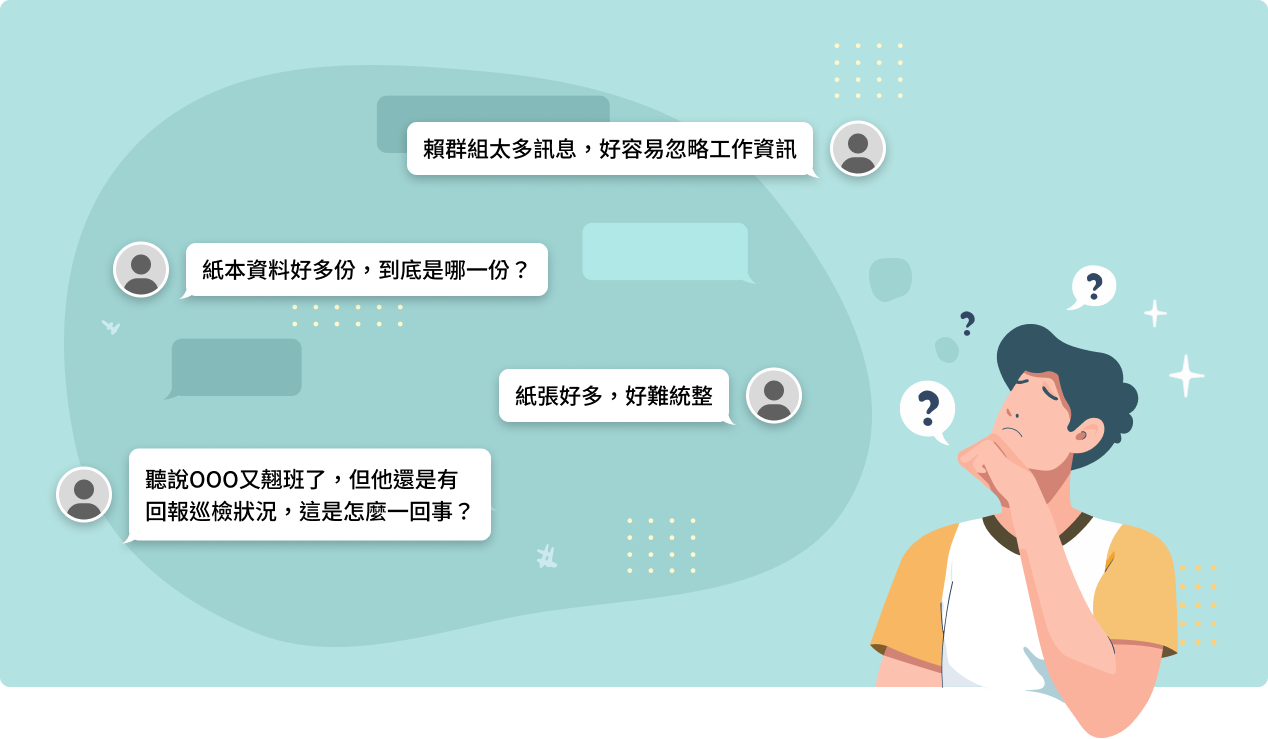 賴群組太多訊息，好容易忽略工作資訊
紙本資料好多份，到底是哪一份？
?
?
紙張好多，好難統整
?
聽說OOO又翹班了，但他還是有
回報巡檢狀況，這是怎麼一回事？